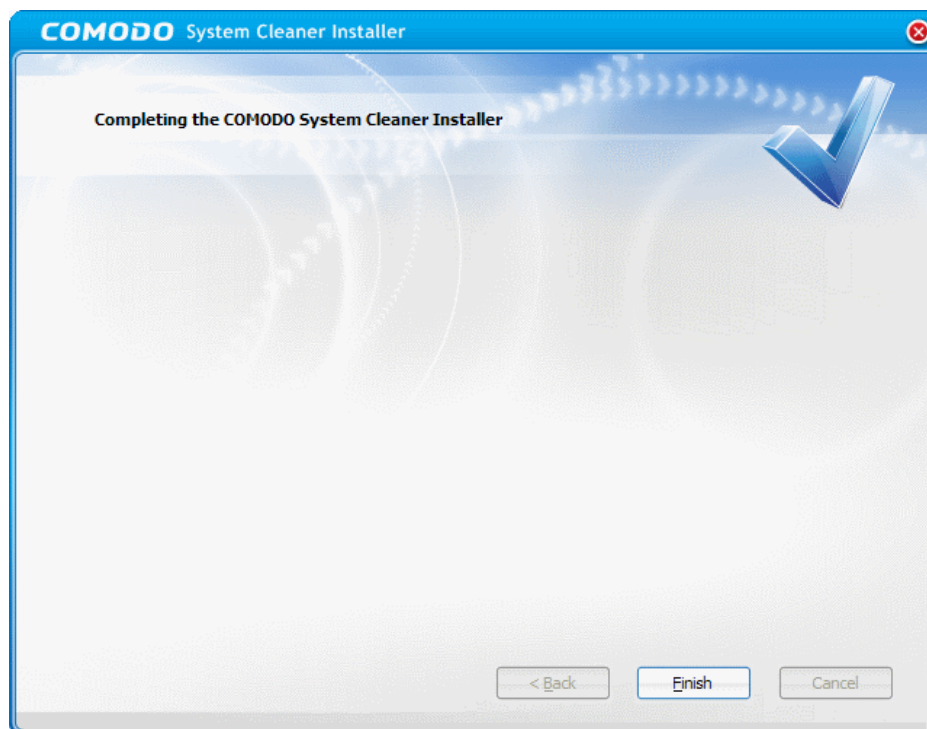 COMODO System Cleaner Installer
Completing the COMODO System Cleaner Installer
< Back Finish Cancel